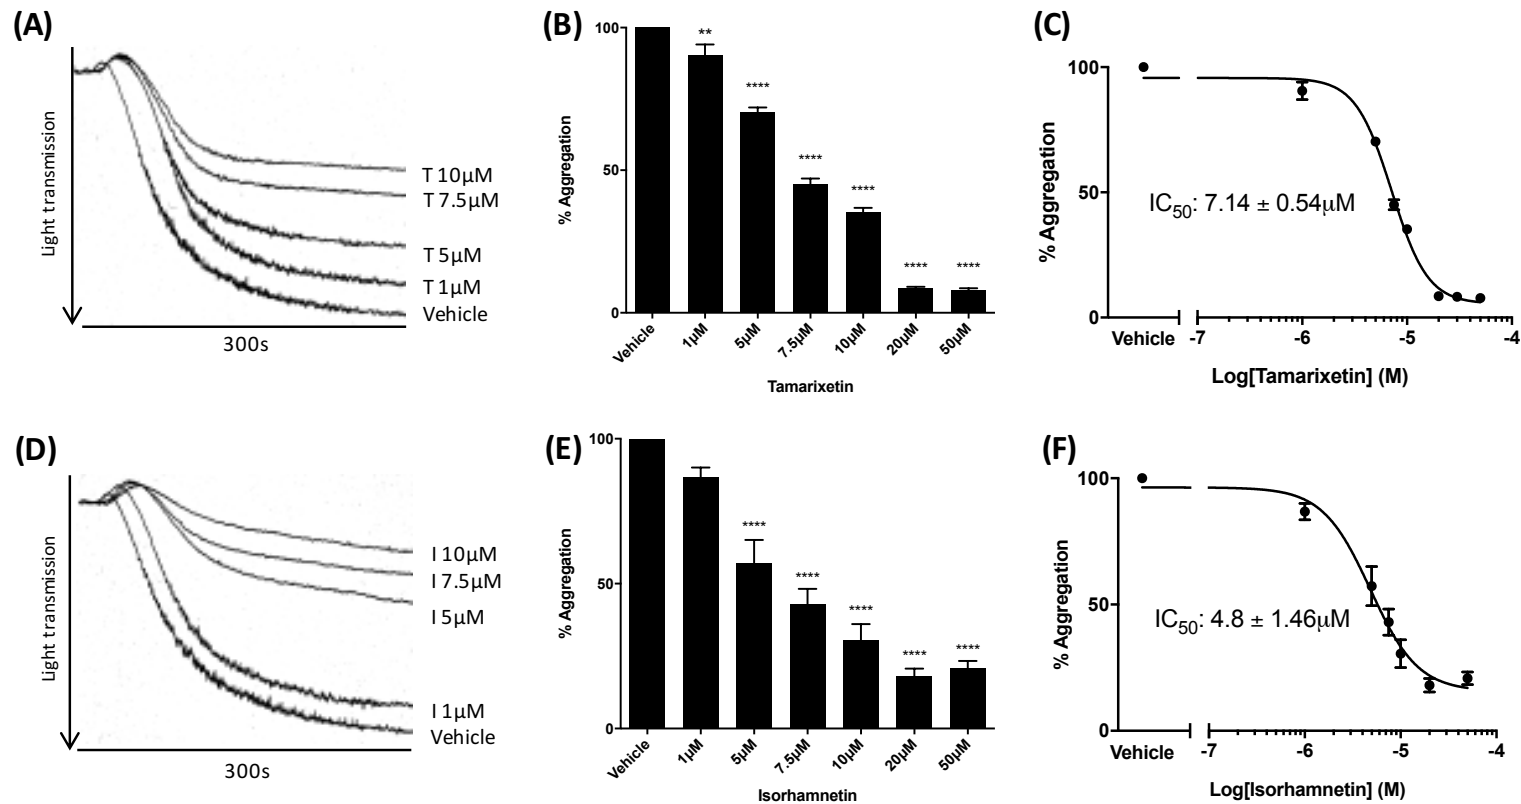 (A)
Light transmission
T 10μM
T 7.5μM
T 5μM
T 1μM
Vehicle
300s
(B)
% Aggregation
100
50
0
**
****
****
****
****
****
Vehicle
1μM
5μM
7.5μM
10μM
20μM
50μM
Tamarixetin
(C)
% Aggregation
100
50
0
IC50: 7.14 ± 0.54μM
Vehicle
-7
-6
-5
-4
Log[Tamarixetin] (M)
(D)
Light transmission
I 10μM
I 7.5μM
I 5μM
I 1μM
Vehicle
300s
(E)
% Aggregation
100
50
0
****
****
****
****
****
Vehicle
1μM
5μM
7.5μM
10μM
20μM
50μM
Isorhamnetin
(F)
% Aggregation
100
50
0
IC50: 4.8 ± 1.46μM
Vehicle
-7
-6
-5
-4
Log[Isorhamnetin] (M)